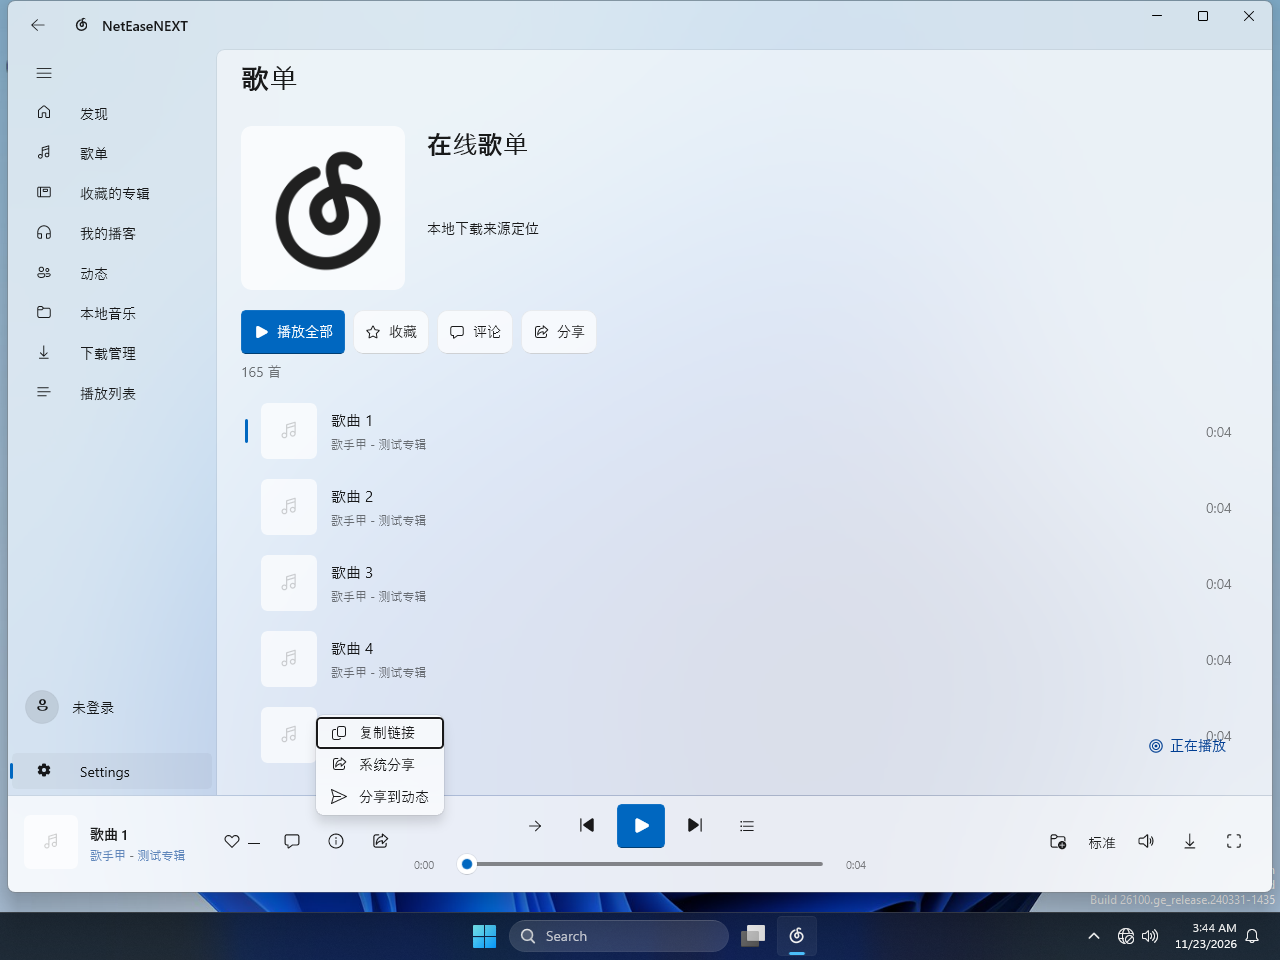 NetEaseNEXT
发现
歌单
收藏的专辑
我的播客
动态
本地音乐
下载管理
播放列表
未登录
Settings
歌单
在线歌单
本地下载来源定位
播放全部
收藏
评论
分享
165 首
歌曲 1
歌手甲 - 测试专辑
0:04
歌曲 2
歌手甲 - 测试专辑
0:04
歌曲 3
歌手甲 - 测试专辑
0:04
歌曲 4
歌手甲 - 测试专辑
0:04
0:04
正在播放
复制链接
系统分享
分享到动态
歌曲 1
歌手甲 - 测试专辑
0:00
0:04
标准
Build 26100.ge_release.240331-1435
Search
3:44 AM
11/23/2026